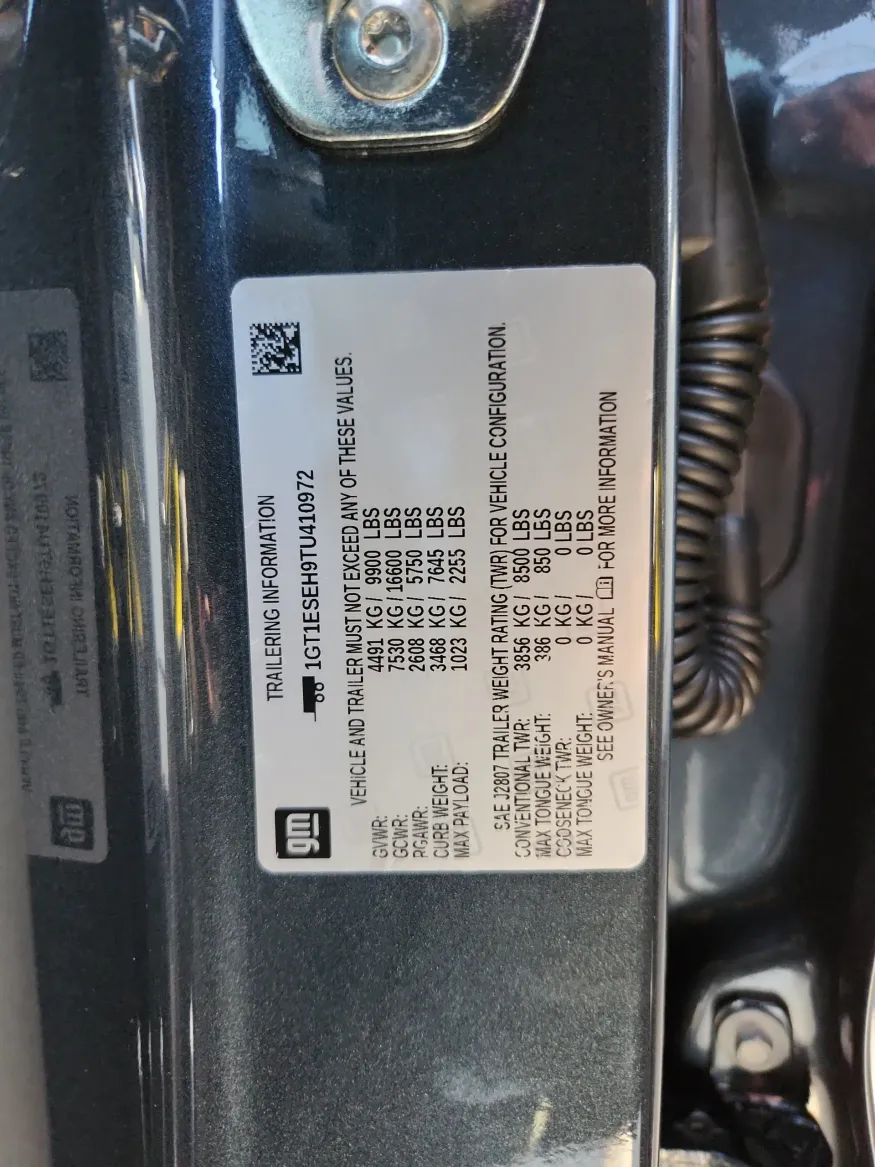 gm
TRAILERING INFORMATION
1GT1ESEH9TU410972
VEHICLE AND TRAILER MUST NOT EXCEED ANY OF THESE VALUES.
GVWR: 4491 KG / 9900 LBS
GCWR: 7530 KG / 16600 LBS
RGAWR: 2608 KG / 5750 LBS
CURB WEIGHT: 3468 KG / 7645 LBS
MAX PAYLOAD: 1023 KG / 2255 LBS
SAE J2807 TRAILER WEIGHT RATING (TWR) FOR VEHICLE CONFIGURATION.
CONVENTIONAL TWR: 3856 KG / 8500 LBS
MAX TONGUE WEIGHT: 386 KG / 850 LBS
GOOSENECK TWR: 0 KG / 0 LBS
MAX TONGUE WEIGHT: 0 KG / 0 LBS
SEE OWNER'S MANUAL FOR MORE INFORMATION